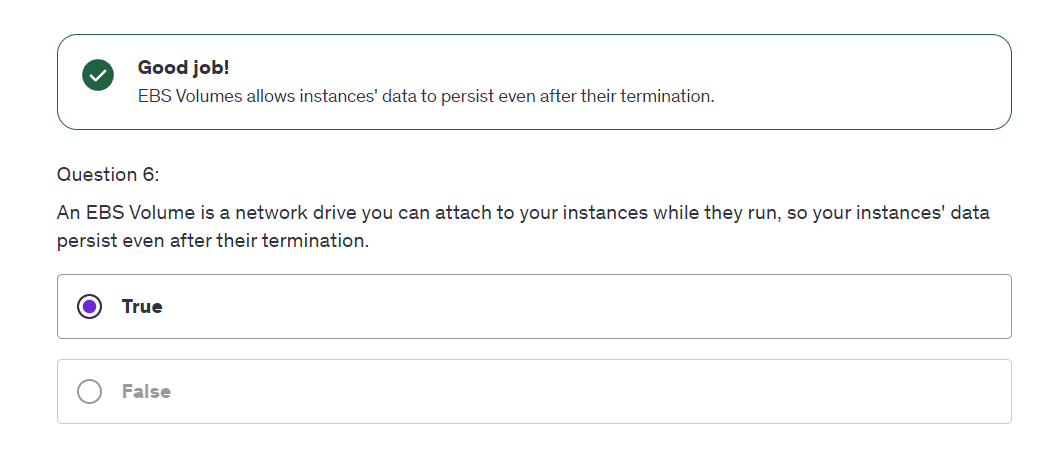 Good job!
EBS Volumes allows instances' data to persist even after their termination.
Question 6:
An EBS Volume is a network drive you can attach to your instances while they run, so your instances' data
persist even after their termination.
True
False